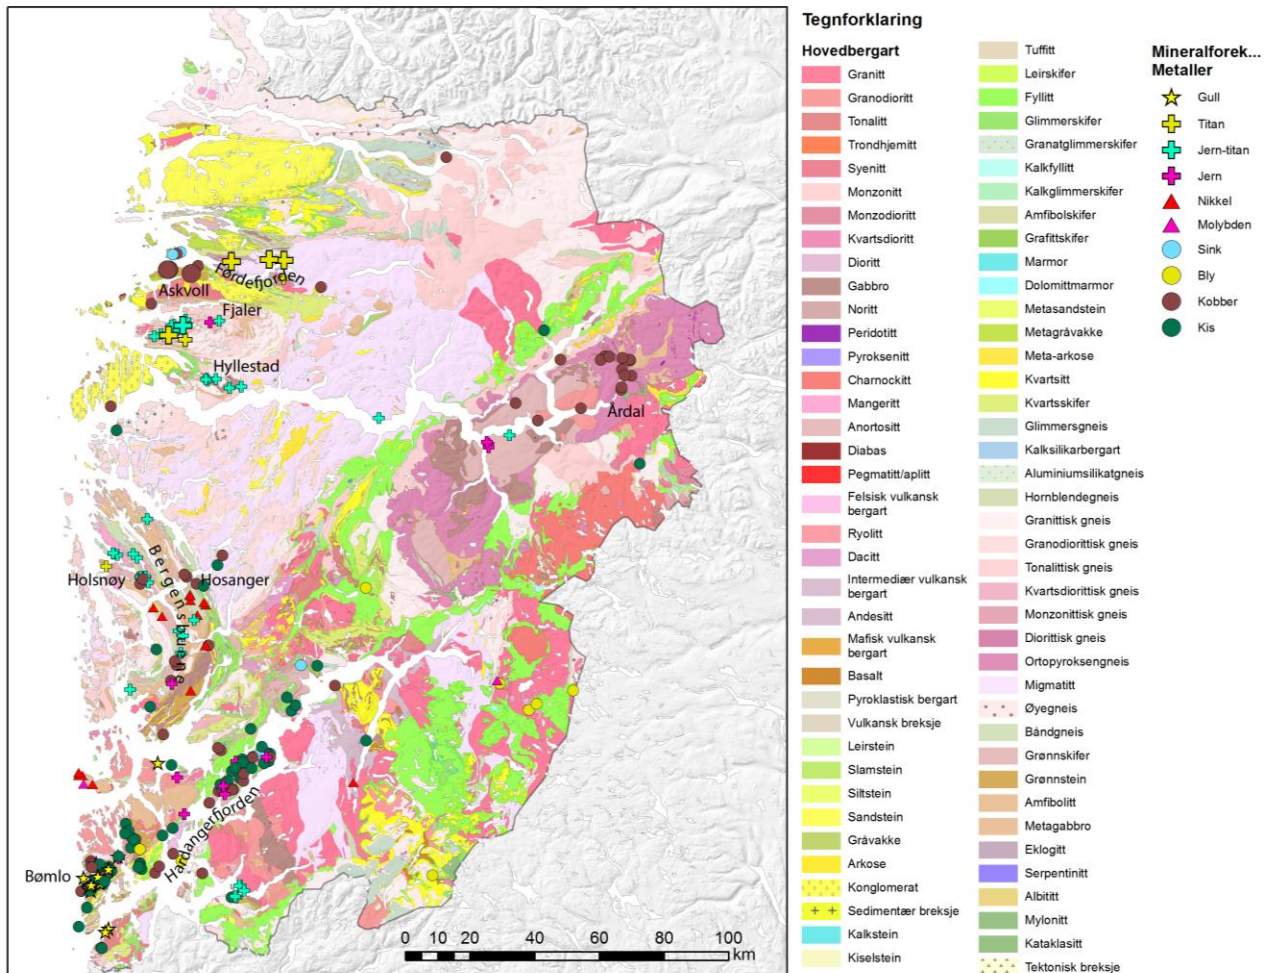 Førdefjorden
Askvoll
Fjaler
Hyllestad
Årdal
Bergensbuene
Holsnøy
Hosanger
Hardangerfjorden
Bømlo
0 20 40 60 80 100
km
Tegnforklaring
Hovedbergart
Granitt
Granodioritt
Tonalitt
Trondhjemitt
Syenitt
Monzonitt
Monzodioritt
Kvartsdioritt
Dioritt
Gabbro
Noritt
Peridotitt
Pyroksenitt
Charnockitt
Mangeritt
Anortositt
Diabas
Pegmatitt/aplitt
Felsisk vulkansk
bergart
Ryolitt
Dacitt
Intermediær vulkansk
bergart
Andesitt
Mafisk vulkansk
bergart
Basalt
Pyroklastisk bergart
Vulkansk breksje
Leirstein
Slamstein
Siltstein
Sandstein
Gråvakke
Arkose
Konglomerat
Sedimentær breksje
Kalkstein
Kiselstein
Tuffitt
Leirskifer
Fyllitt
Glimmerskifer
Granatglimmerskifer
Kalkfyllitt
Kalkglimmerskifer
Amfibolskifer
Grafittskifer
Marmor
Dolomittmarmor
Metasandstein
Metagråvakke
Meta-arkose
Kvartsitt
Kvartsskifer
Glimmersgneis
Kalksilikarbergart
Aluminiumsilikatgneis
Hornblendegneis
Granittisk gneis
Granodiorittisk gneis
Tonalittisk gneis
Kvartsdiorittisk gneis
Monzonittisk gneis
Diorittisk gneis
Ortopyroksengneis
Migmatitt
Øyegneis
Båndgneis
Grønnskifer
Grønnstein
Amfibolitt
Metagabbro
Eklogitt
Serpentinitt
Albititt
Mylonitt
Kataklasitt
Tektonisk breksje
Mineralforek...
Metaller
Gull
Titan
Jern-titan
Jern
Nikkel
Molybden
Sink
Bly
Kobber
Kis